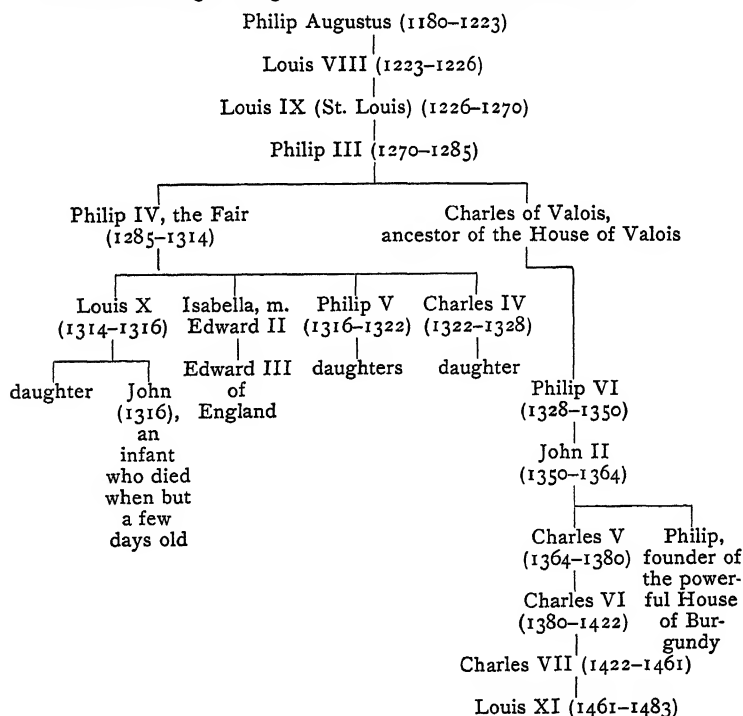 Philip Augustus (1180–1223)
Louis VIII (1223–1226)
Louis IX (St. Louis) (1226–1270)
Philip III (1270–1285)
Philip IV, the Fair
(1285–1314)
Charles of Valois,
ancestor of the House of Valois
Louis X
(1314–1316)
Isabella, m.
Edward II
Philip V
(1316–1322)
Charles IV
(1322–1328)
daughter
John
(1316),
an
infant
who died
when but
a few
days old
Edward III
of
England
daughters
daughter
Philip VI
(1328–1350)
John II
(1350–1364)
Charles V
(1364–1380)
Philip,
founder of
the power-
ful House
of Bur-
gundy
Charles VI
(1380–1422)
Charles VII (1422–1461)
Louis XI (1461–1483)